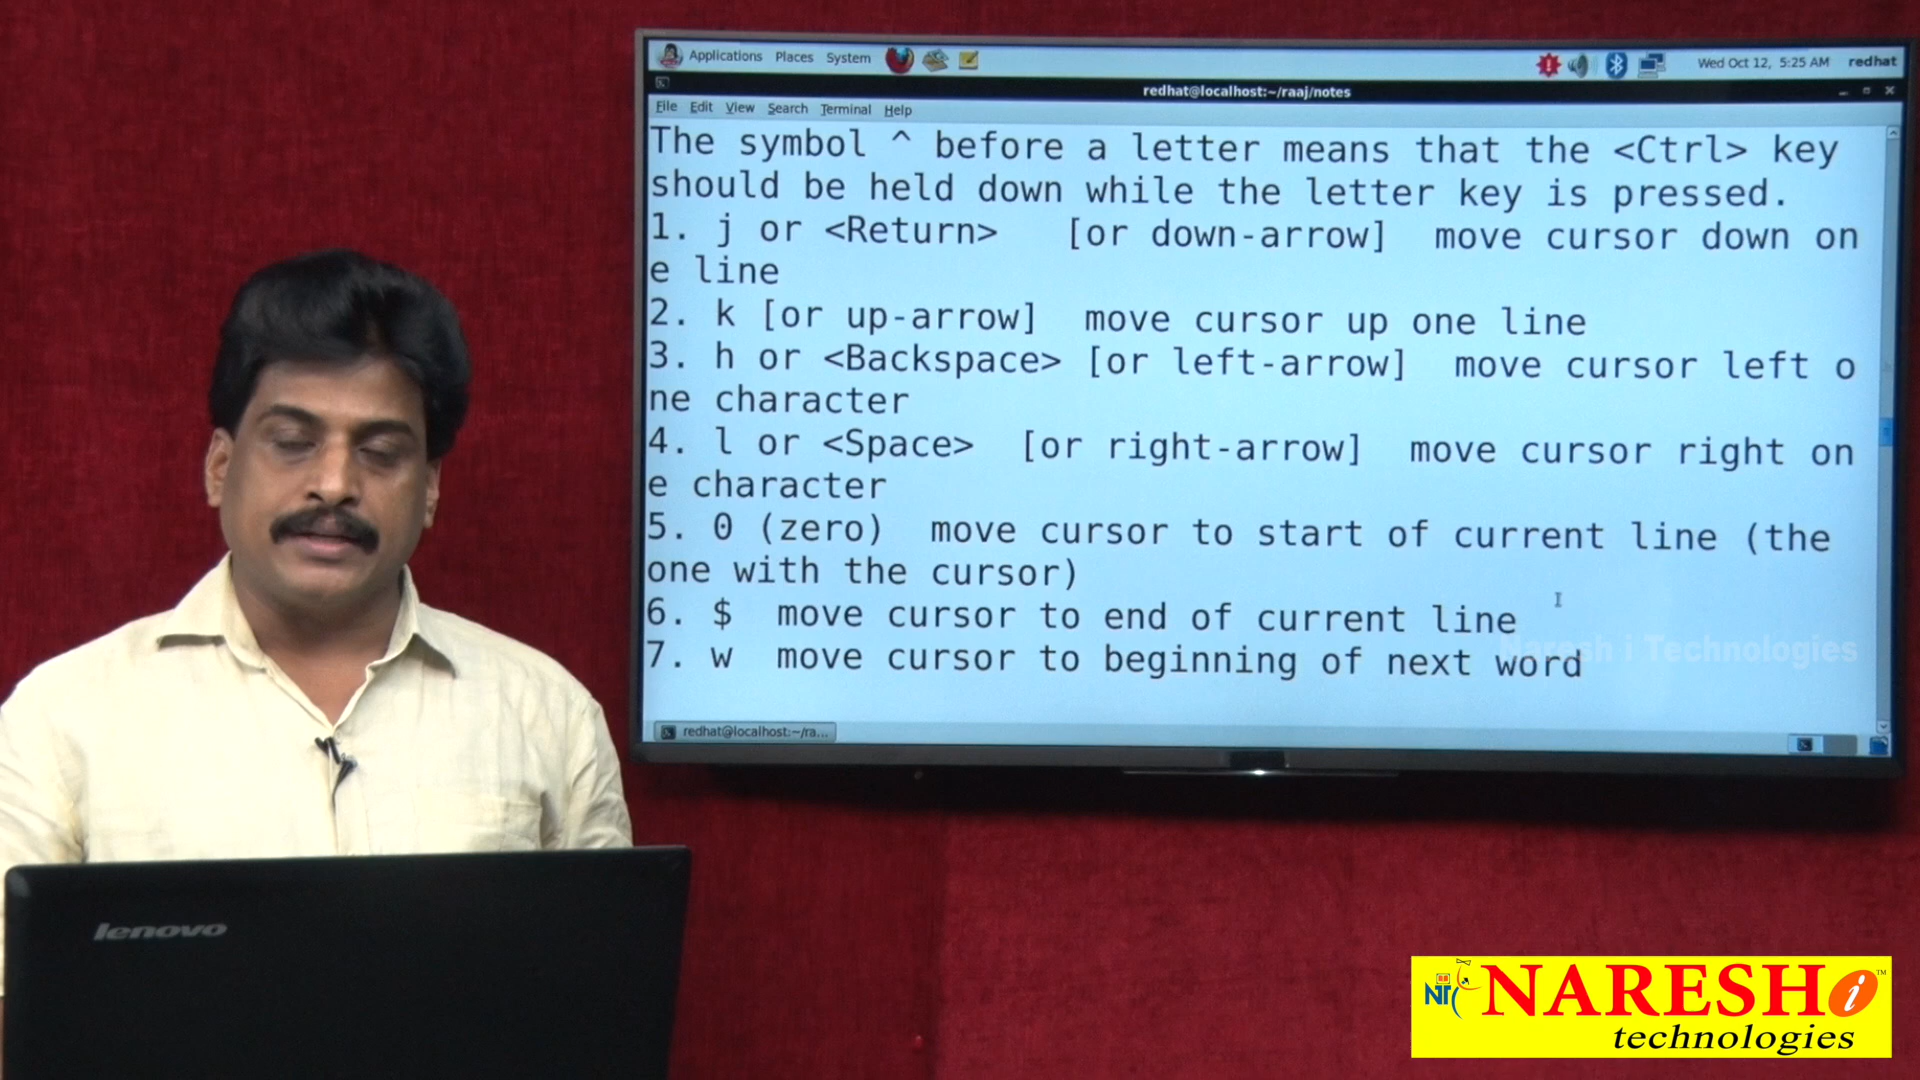 Applications Places System
Wed Oct 12, 5:25 AM redhat
redhat@localhost:~/raaj/notes
File Edit View Search Terminal Help
The symbol ^ before a letter means that the <Ctrl> key
should be held down while the letter key is pressed.
1. j or <Return> [or down-arrow] move cursor down on
e line
2. k [or up-arrow] move cursor up one line
3. h or <Backspace> [or left-arrow] move cursor left o
ne character
4. l or <Space> [or right-arrow] move cursor right on
e character
5. 0 (zero) move cursor to start of current line (the
one with the cursor)
6. $ move cursor to end of current line
7. w move cursor to beginning of next word
Naresh i Technologies
redhat@localhost:~/ra...
lenovo
NARESH i ™
technologies